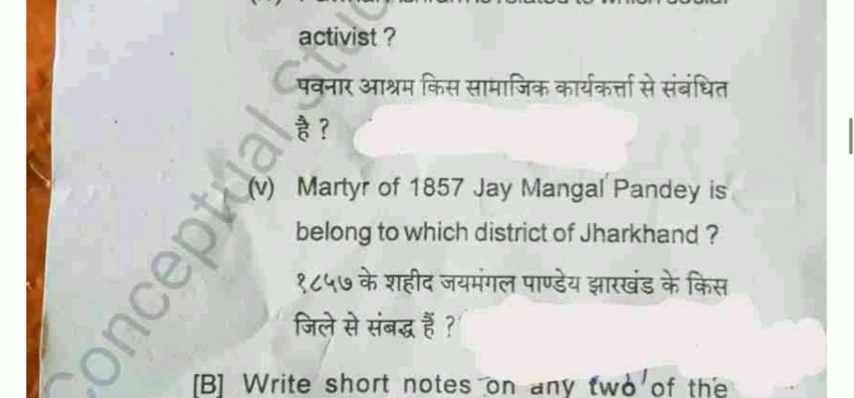 activist ?
पवनार आश्रम किस सामाजिक कार्यकर्त्ता से संबंधित
है ?
(v) Martyr of 1857 Jay Mangal Pandey is
belong to which district of Jharkhand ?
१८५७ के शहीद जयमंगल पाण्डेय झारखंड के किस
जिले से संबद्ध हैं ?
[B] Write short notes on any two of the
Conceptual